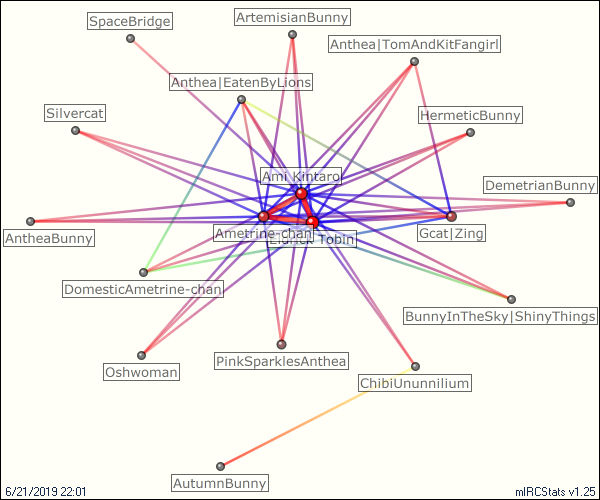 SpaceBridge
ArtemisianBunny
Anthea|TomAndKitFangirl
Anthea|EatenByLions
Silvercat
HermeticBunny
Ami_Kintaro
DemetrianBunny
AntheaBunny
Ametrine-chan
Tobin
Gcat|Zing
DomesticAmetrine-chan
BunnyInTheSky|ShinyThings
Oshwoman
PinkSparklesAnthea
ChibiUnunnilium
AutumnBunny
6/21/2019 22:01
mIRCStats v1.25